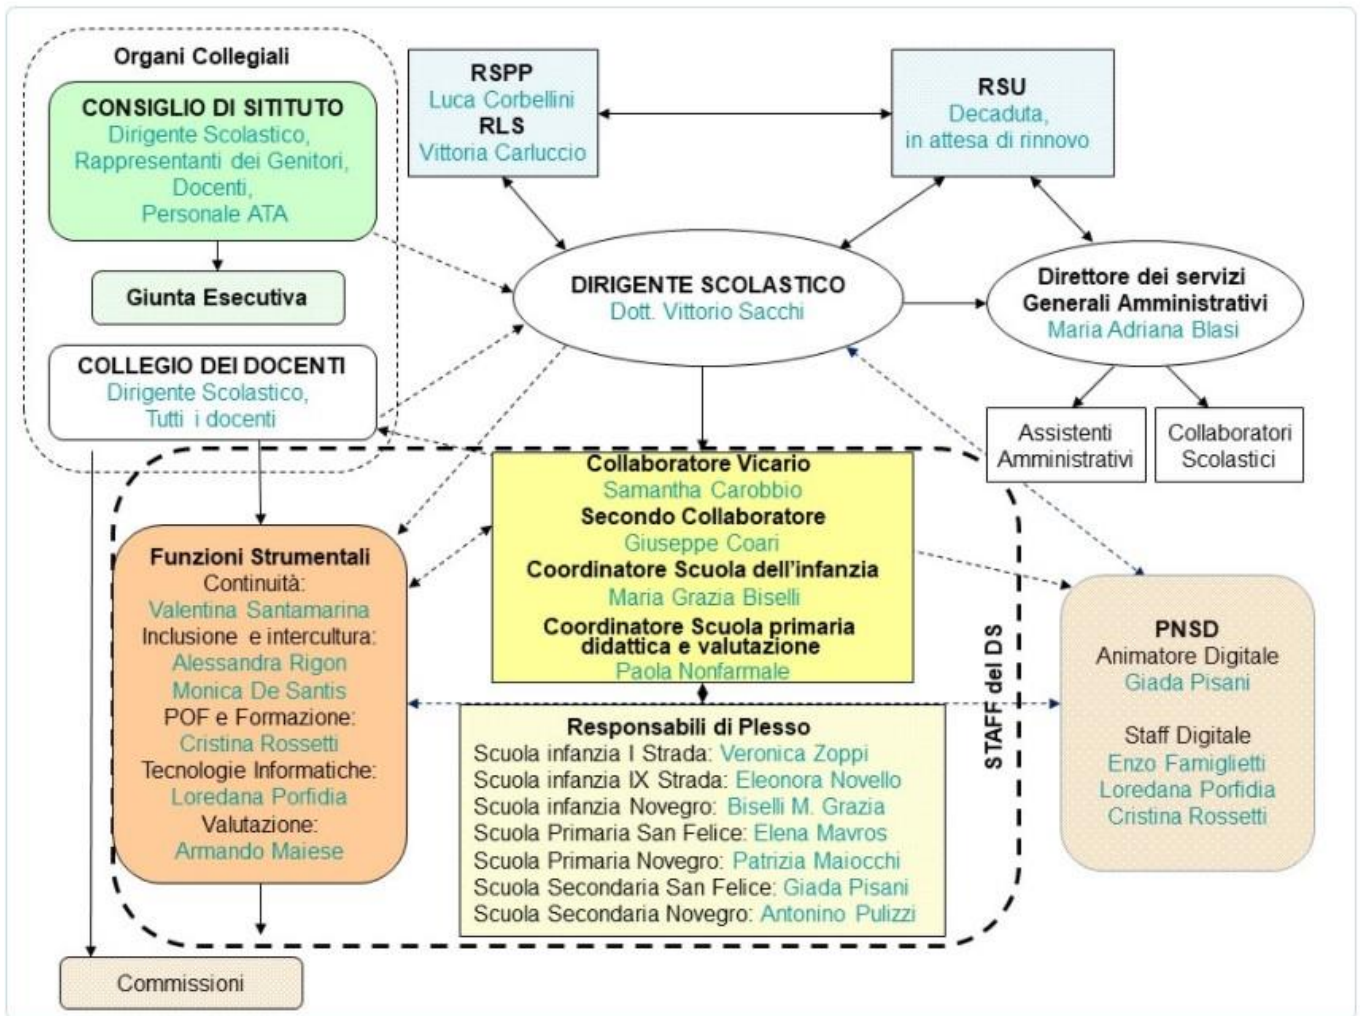 Organi Collegiali
CONSIGLIO DI SITITUTO
Dirigente Scolastico,
Rappresentanti dei Genitori,
Docenti,
Personale ATA
Giunta Esecutiva
COLLEGIO DEI DOCENTI
Dirigente Scolastico,
Tutti i docenti
RSPP
Luca Corbellini
RLS
Vittoria Carluccio
RSU
Decaduta,
in attesa di rinnovo
DIRIGENTE SCOLASTICO
Dott. Vittorio Sacchi
Direttore dei servizi
Generali Amministrativi
Maria Adriana Blasi
Assistenti
Amministrativi
Collaboratori
Scolastici
Collaboratore Vicario
Samantha Carobbio
Secondo Collaboratore
Giuseppe Coari
Coordinatore Scuola dell'infanzia
Maria Grazia Biselli
Coordinatore Scuola primaria
didattica e valutazione
Paola Nonfarmale
Funzioni Strumentali
Continuità:
Valentina Santamarina
Inclusione e intercultura:
Alessandra Rigon
Monica De Santis
POF e Formazione:
Cristina Rossetti
Tecnologie Informatiche:
Loredana Porfidia
Valutazione:
Armando Maiese
Responsabili di Plesso
Scuola infanzia I Strada: Veronica Zoppi
Scuola infanzia IX Strada: Eleonora Novello
Scuola infanzia Novegro: Biselli M. Grazia
Scuola Primaria San Felice: Elena Mavros
Scuola Primaria Novegro: Patrizia Maiocchi
Scuola Secondaria San Felice: Giada Pisani
Scuola Secondaria Novegro: Antonino Pulizzi
STAFF del DS
PNSD
Animatore Digitale
Giada Pisani
Staff Digitale
Enzo Famiglietti
Loredana Porfidia
Cristina Rossetti
Commissioni